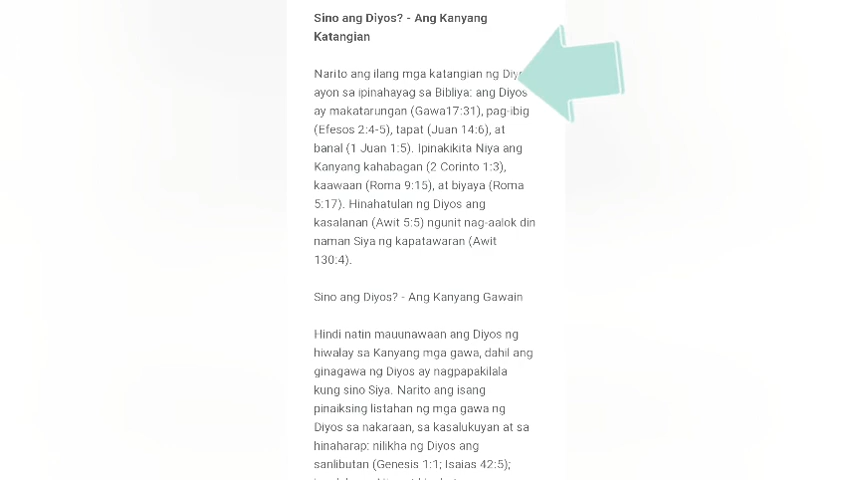 Sino ang Diyos? - Ang Kanyang
Katangian
Narito ang ilang mga katangian ng
ayon sa ipinahayag sa Bibliya: ang Diyos
ay makatarungan (Gawa17:31), pag-ibig
(Efesos 2:4-5), tapat (Juan 14:6), at
banal (1 Juan 1:5). Ipinakikita Niya ang
Kanyang kahabagan (2 Corinto 1:3),
kaawaan (Roma 9:15), at biyaya (Roma
5:17). Hinahatulan ng Diyos ang
kasalanan (Awit 5:5) ngunit nag-aalok din
naman Siya ng kapatawaran (Awit
130:4).
Sino ang Diyos? - Ang Kanyang Gawain
Hindi natin mauunawaan ang Diyos ng
hiwalay sa Kanyang mga gawa, dahil ang
ginagawa ng Diyos ay nagpapakilala
kung sino Siya. Narito ang isang
pinaiksing listahan ng mga gawa ng
Diyos sa nakaraan, sa kasalukuyan at sa
hinaharap: nilikha ng Diyos ang
sanlibutan (Genesis 1:1; Isaias 42:5);